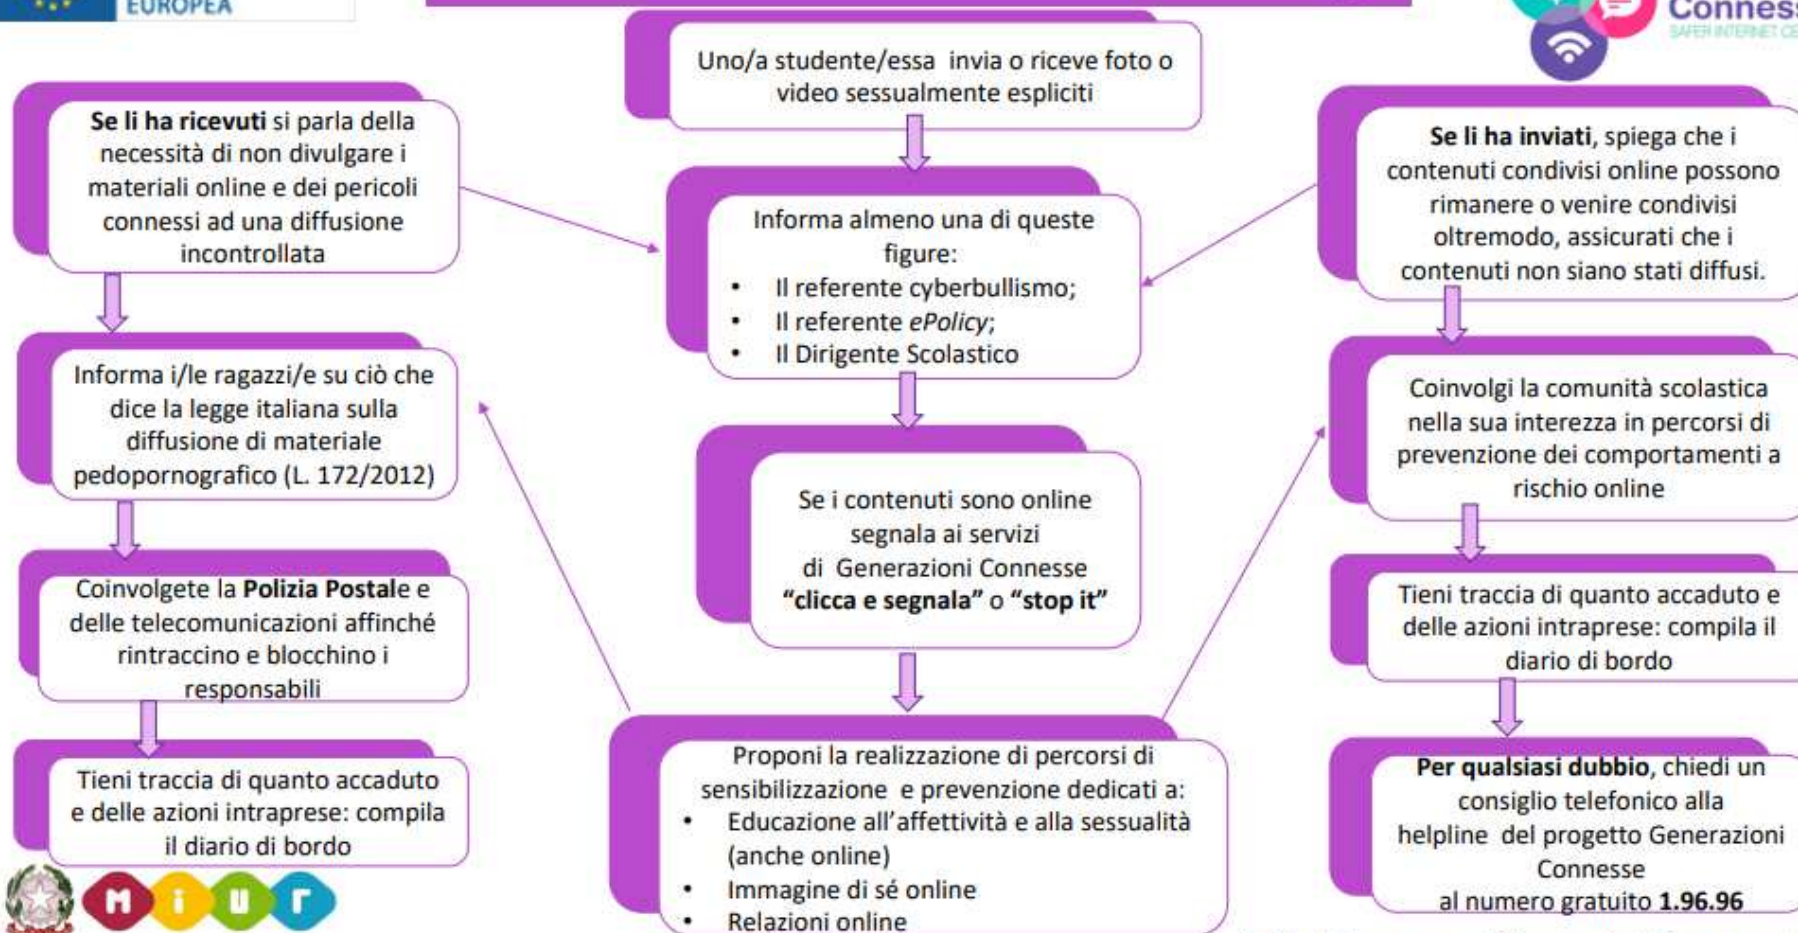 EUROPEA
Conness
SAFER INTERNET CE
Uno/a studente/essa invia o riceve foto o
video sessualmente espliciti
Se li ha ricevuti si parla della
necessità di non divulgare i
materiali online e dei pericoli
connessi ad una diffusione
incontrollata
Informa i/le ragazzi/e su ciò che
dice la legge italiana sulla
diffusione di materiale
pedopornografico (L. 172/2012)
Coinvolgete la Polizia Postale e
delle telecomunicazioni affinché
rintraccino e blocchino i
responsabili
Tieni traccia di quanto accaduto
e delle azioni intraprese: compila
il diario di bordo
Informa almeno una di queste
figure:
• Il referente cyberbullismo;
• Il referente ePolicy;
• Il Dirigente Scolastico
Se i contenuti sono online
segnala ai servizi
di Generazioni Connesse
“clicca e segnala” o “stop it”
Proponi la realizzazione di percorsi di
sensibilizzazione e prevenzione dedicati a:
• Educazione all’affettività e alla sessualità
(anche online)
• Immagine di sé online
• Relazioni online
Se li ha inviati, spiega che i
contenuti condivisi online possono
rimanere o venire condivisi
oltremodo, assicurati che i
contenuti non siano stati diffusi.
Coinvolgi la comunità scolastica
nella sua interezza in percorsi di
prevenzione dei comportamenti a
rischio online
Tieni traccia di quanto accaduto e
delle azioni intraprese: compila il
diario di bordo
Per qualsiasi dubbio, chiedi un
consiglio telefonico alla
helpline del progetto Generazioni
Connesse
al numero gratuito 1.96.96
MiUr